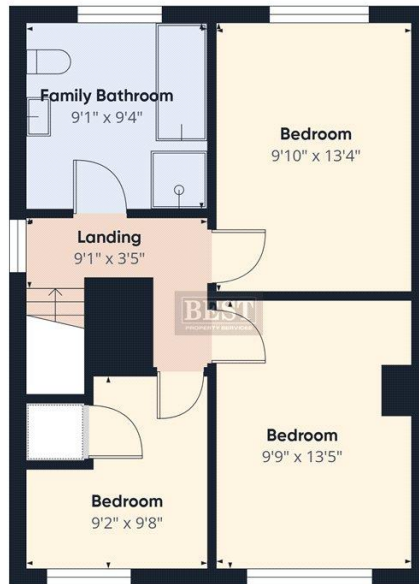 Family Bathroom
9'1" x 9'4"
Bedroom
9'10" x 13'4"
Landing
9'1" x 3'5"
BEST
PROPERTY SERVICES
Bedroom
9'9" x 13'5"
Bedroom
9'2" x 9'8"